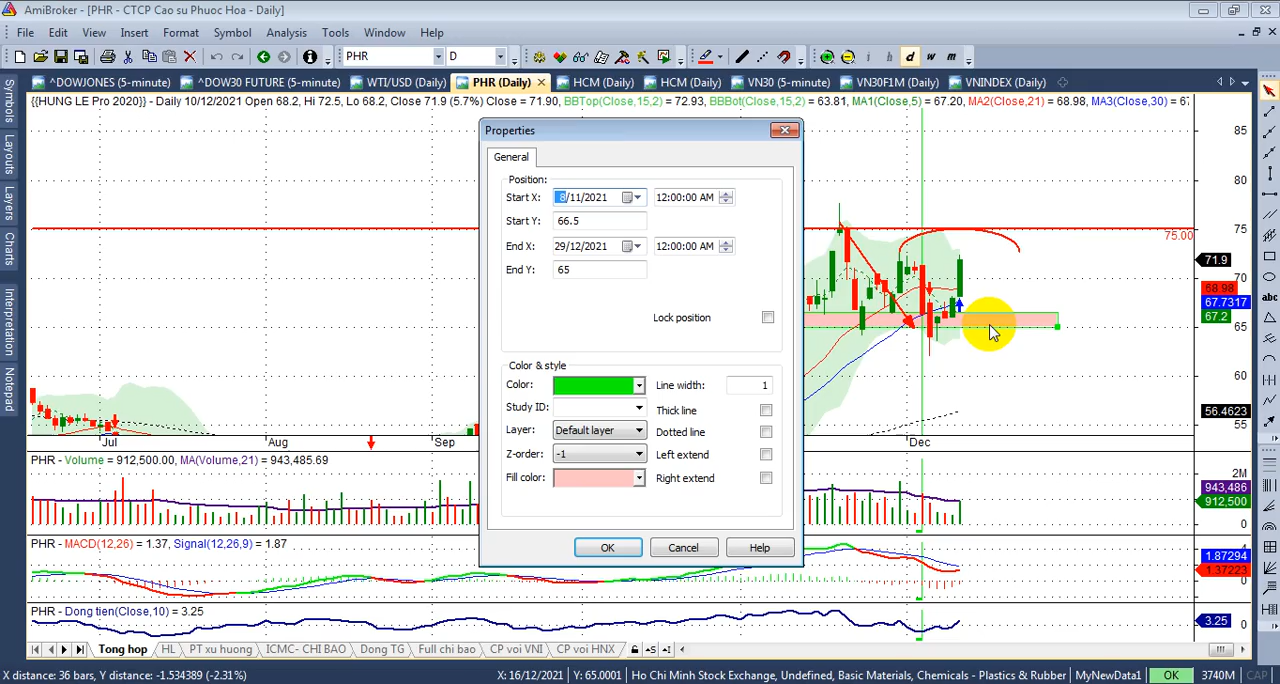 AmiBroker - [PHR - CTCP Cao su Phuoc Hoa - Daily]
File Edit View Insert Format Symbol Analysis Tools Window Help
PHR D i h d w m
^DOWJONES (5-minute) ^DOW30 FUTURE (5-minute) WTI/USD (Daily) PHR (Daily) HCM (Daily) HCM (Daily) VN30 (5-minute) VN30F1M (Daily) VNINDEX (Daily)
{{HUNG LE Pro 2020}} - Daily 10/12/2021 Open 68.2, Hi 72.5, Lo 68.2, Close 71.9 (5.7%) Close = 71.90, BBTop(Close,15,2) = 72.93, BBBot(Close,15,2) = 63.81, MA1(Close,5) = 67.20, MA2(Close,21) = 68.98, MA3(Close,30) = 67
Symbols
Layouts
Layers
Charts
Interpretation
Notepad
Properties
General
Position:
Start X: 8/11/2021 12:00:00 AM
Start Y: 66.5
End X: 29/12/2021 12:00:00 AM
End Y: 65
Lock position
Color & style
Color: Line width: 1
Study ID: Thick line
Layer: Default layer Dotted line
Z-order: -1 Left extend
Fill color: Right extend
OK Cancel Help
85
80
75
75.00
71.9
70
68.98
67.7317
67.2
65
60
56.4623
55
abc
Jul Aug Sep Dec
PHR - Volume = 912,500.00, MA(Volume,21) = 943,485.69
2M
943,486
912,500
0
PHR - MACD(12,26) = 1.37, Signal(12,26,9) = 1.87
4
1.87294
1.37223
0
PHR - Dong tien(Close,10) = 3.25
3.25
0
Tong hop HL PT xu huong ICMC- CHI BAO Dong TG Full chi bao CP voi VNI CP voi HNX
X distance: 36 bars, Y distance: -1.534389 (-2.31%) X: 16/12/2021 Y: 65.0001 Ho Chi Minh Stock Exchange, Undefined, Basic Materials, Chemicals - Plastics & Rubber MyNewData1 OK 3740M CAP